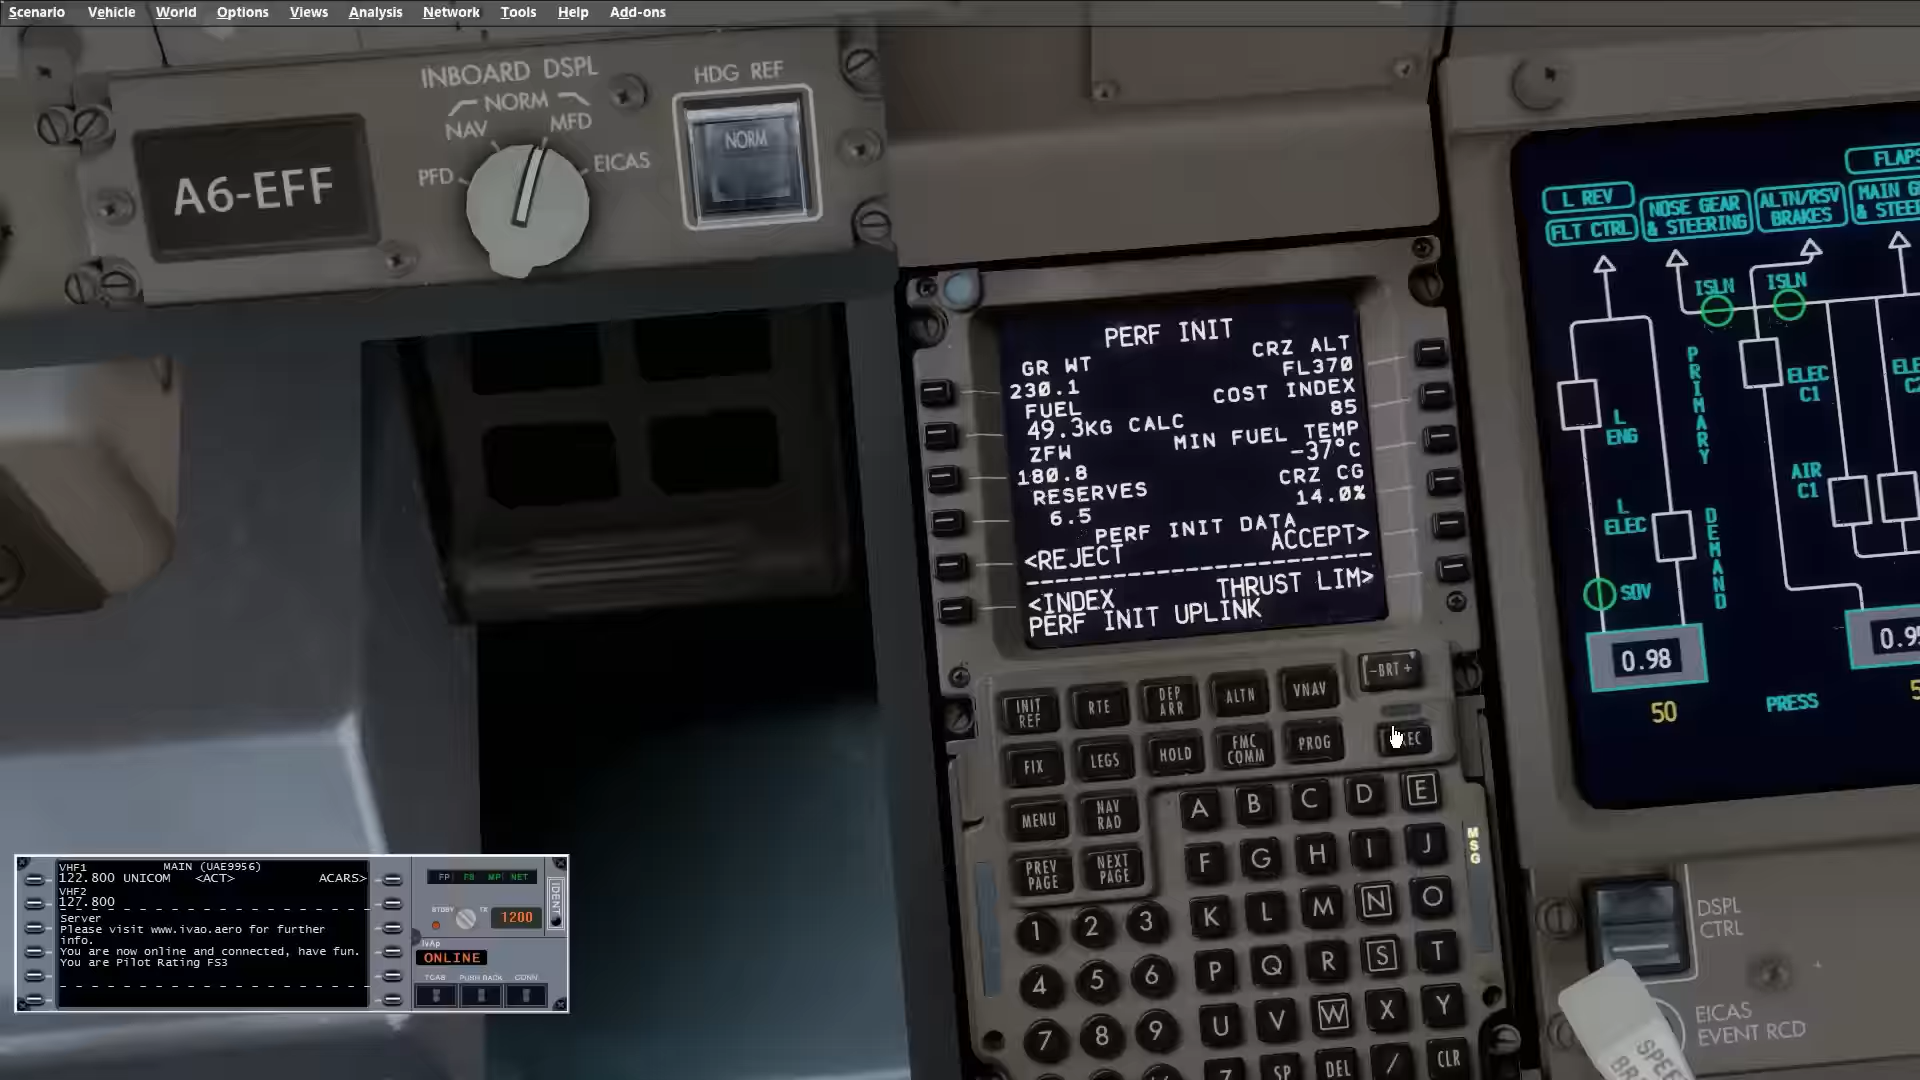 Scenario Vehicle World Options Views Analysis Network Tools Help Add-ons
INBOARD DSPL
NORM
NAV MFD
PFD EICAS
HDG REF
NORM
A6-EFF
PERF INIT
GR WT CRZ ALT
230.1 FL370
FUEL COST INDEX
49.3KG CALC 85
ZFW MIN FUEL TEMP
180.8 -37°C
RESERVES CRZ CG
6.5 14.0%
PERF INIT DATA
<REJECT ACCEPT>
<INDEX THRUST LIM>
PERF INIT UPLINK
-BRT+
INIT REF RTE DEP ARR ALTN VNAV
FIX LEGS HOLD FMC COMM PROG
MENU NAV RAD
PREV PAGE NEXT PAGE
A B C D E
F G H I J
K L M N O
P Q R S T
U V W X Y
Z SP DEL / CLR
1 2 3
4 5 6
7 8 9
MSG
L REV
FLT CTRL
NOSE GEAR & STEERING
ALTN/RSV BRAKES
ISLN ISLN
PRIMARY
L ENG
ELEC C1
AIR C1
L ELEC
DEMAND
SOV
0.98
50
PRESS
DSPL CTRL
EICAS EVENT RCD
VHF1 MAIN (UAE9956)
122.800 UNICOM <ACT> ACARS>
VHF2
127.800
Server
Please visit www.ivao.aero for further
info.
You are now online and connected, have fun.
You are Pilot Rating FS3
FP FS MP NET
STBY TX
1200
IDENT
IvAp
ONLINE
TCAS PUSH BACK CONN